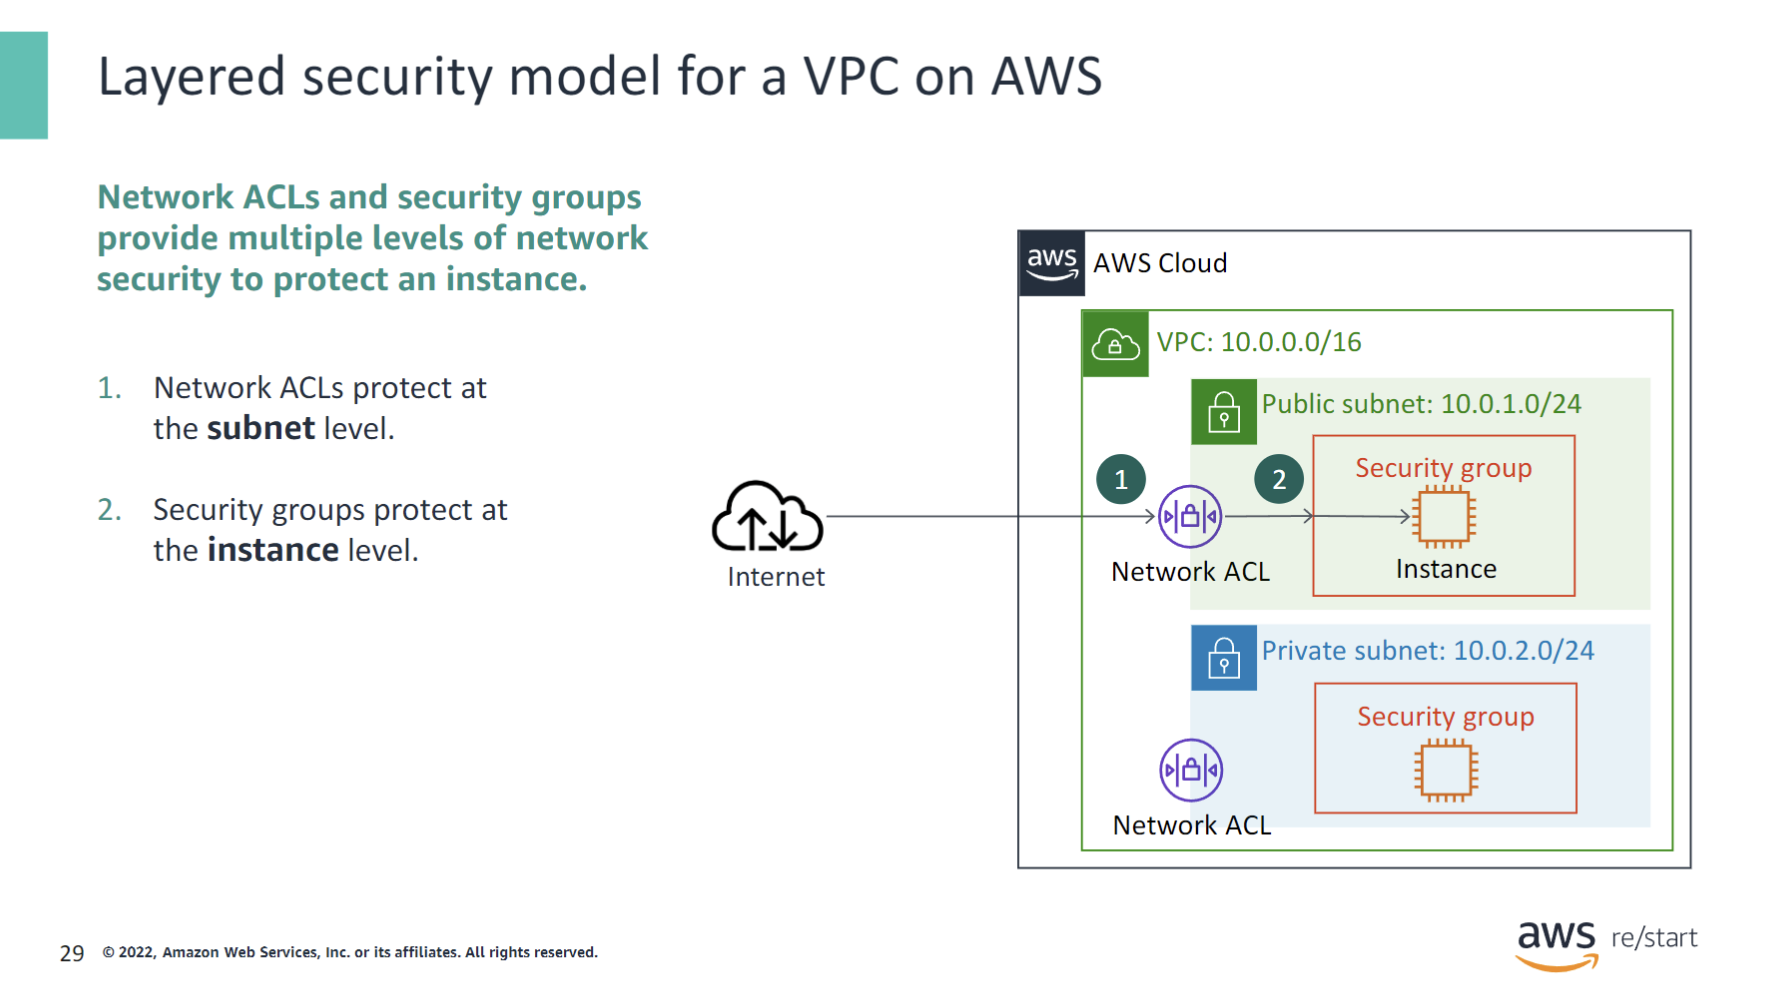 Layered security model for a VPC on AWS
Network ACLs and security groups
provide multiple levels of network
security to protect an instance.
1. Network ACLs protect at
the subnet level.
2. Security groups protect at
the instance level.
Internet
aws
AWS Cloud
VPC: 10.0.0.0/16
Public subnet: 10.0.1.0/24
1
2
Security group
Network ACL
Instance
Private subnet: 10.0.2.0/24
Security group
Network ACL
29
© 2022, Amazon Web Services, Inc. or its affiliates. All rights reserved.
aws re/start